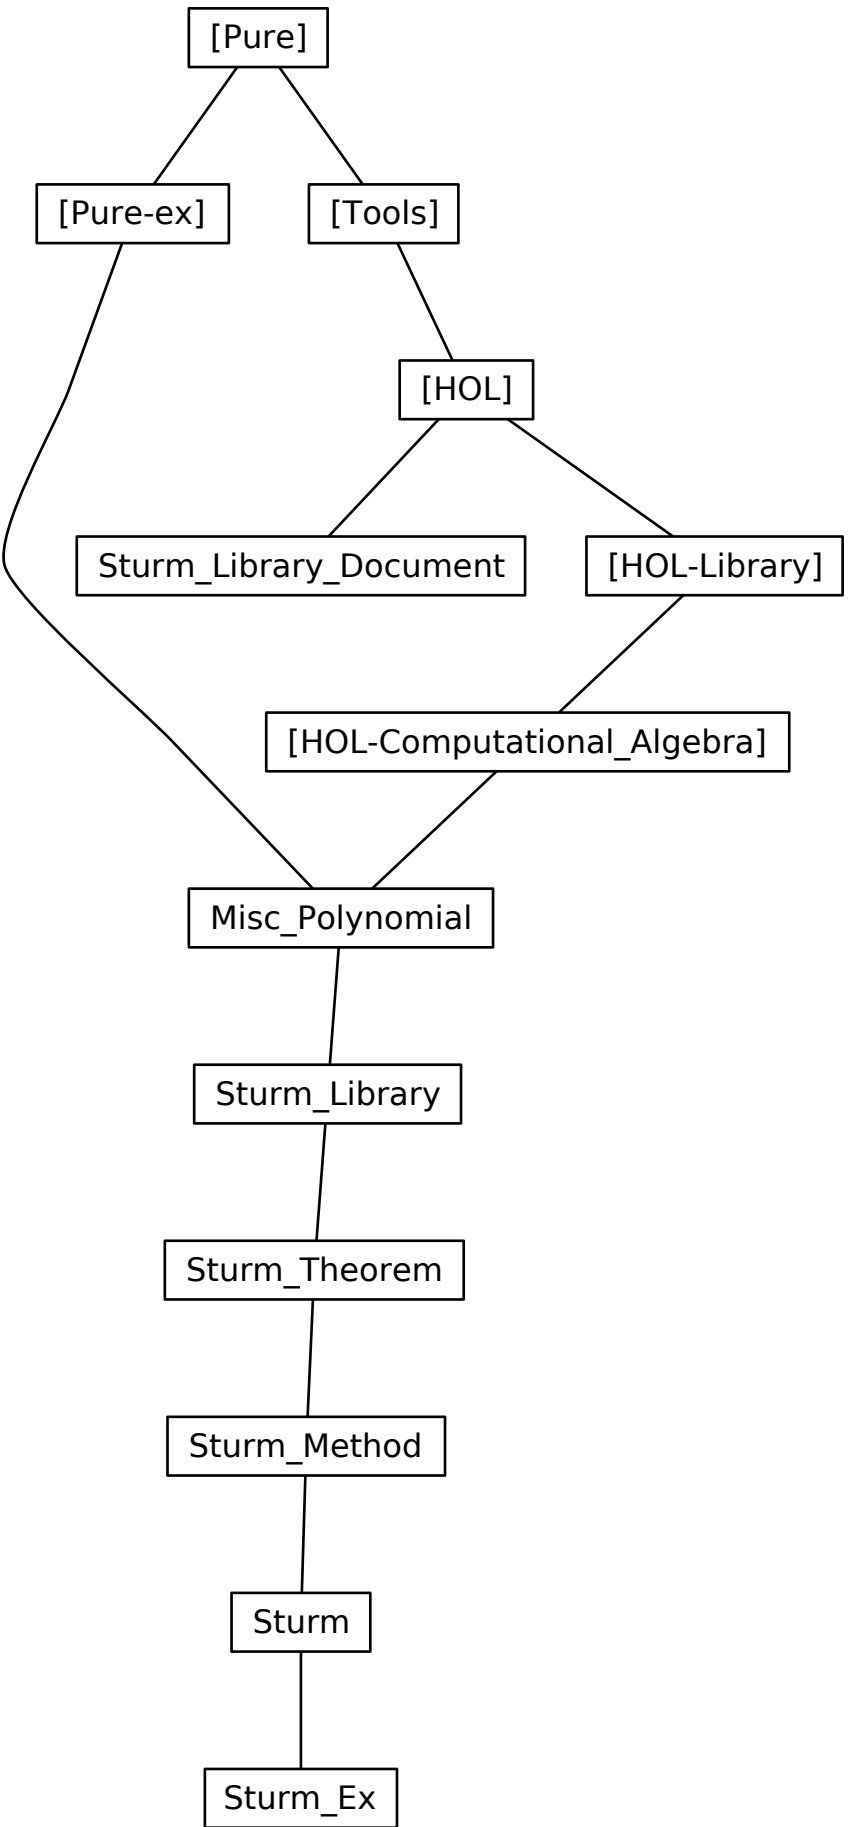 [Pure]
[Pure-ex]
[Tools]
[HOL]
Sturm_Library_Document
[HOL-Library]
[HOL-Computational_Algebra]
Misc_Polynomial
Sturm_Library
Sturm_Theorem
Sturm_Method
Sturm
Sturm_Ex